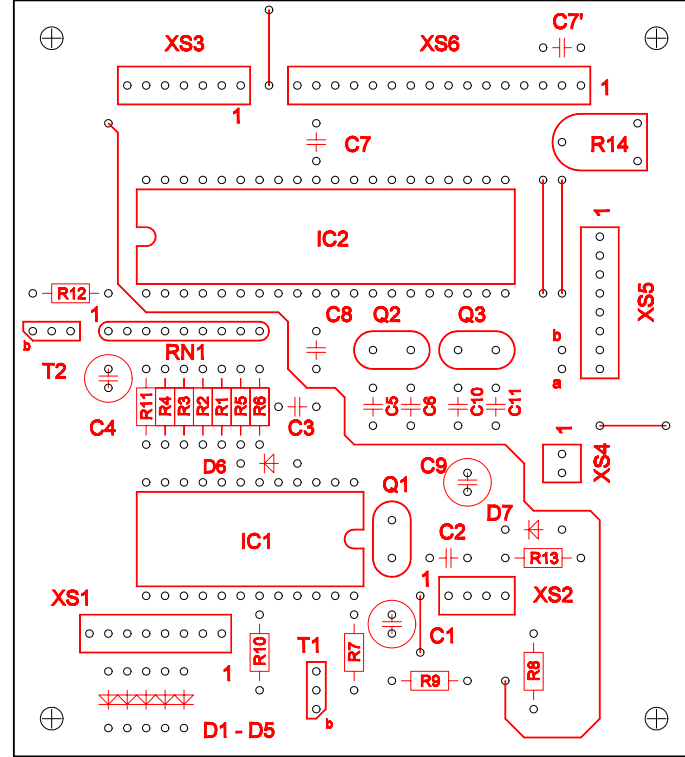 C7'
XS3
XS6
1
1
C7
R14
1
IC2
XS5
R12
1
C8
Q2
Q3
b
b
RN1
T2
a
R11
R4
R3
R2
R1
R5
R6
C5
C6
C10
C11
C4
C3
1
D6
C9
XS4
Q1
D7
IC1
C2
R13
1
XS1
XS2
C1
R10
T1
R7
1
R9
R8
b
D1 - D5